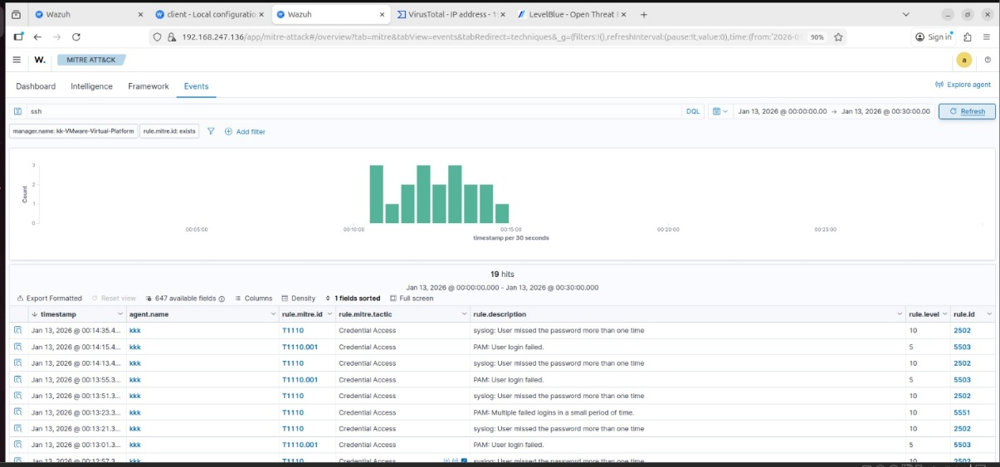 Wazuh
client - Local configuratio
Wazuh
VirusTotal - IP address - 1
LevelBlue - Open Threat E
192.168.247.136/app/mitre-attack#/overview?tab=mitre&tabView=events&tabRedirect=techniques&_g=(filters:!(),refreshInterval:(pause:!t,value:0),time:(from:'2026-0
90%
Sign in
W.
MITRE ATT&CK
a
Dashboard
Intelligence
Framework
Events
Explore agent
ssh
DQL
Jan 13, 2026 @ 00:00:00.00 → Jan 13, 2026 @ 00:30:00.00
Refresh
manager.name: kk-VMware-Virtual-Platform
rule.mitre.id: exists
Add filter
3
2
1
0
Count
00:05:00
00:10:00
00:15:00
00:20:00
00:25:00
timestamp per 30 seconds
19 hits
Jan 13, 2026 @ 00:00:00.000 - Jan 13, 2026 @ 00:30:00.000
Export Formatted Reset view 647 available fields Columns Density 1 fields sorted Full screen
timestamp agent.name rule.mitre.id rule.mitre.tactic rule.description rule.level rule.id
Jan 13, 2026 @ 00:14:35.4... kkk T1110 Credential Access syslog: User missed the password more than one time 10 2502
Jan 13, 2026 @ 00:14:15.4... kkk T1110.001 Credential Access PAM: User login failed. 5 5503
Jan 13, 2026 @ 00:14:13.4... kkk T1110 Credential Access syslog: User missed the password more than one time 10 2502
Jan 13, 2026 @ 00:13:55.3... kkk T1110.001 Credential Access PAM: User login failed. 5 5503
Jan 13, 2026 @ 00:13:51.3... kkk T1110 Credential Access syslog: User missed the password more than one time 10 2502
Jan 13, 2026 @ 00:13:23.3... kkk T1110 Credential Access PAM: Multiple failed logins in a small period of time. 10 5551
Jan 13, 2026 @ 00:13:21.3... kkk T1110 Credential Access syslog: User missed the password more than one time 10 2502
Jan 13, 2026 @ 00:13:01.3... kkk T1110.001 Credential Access PAM: User login failed. 5 5503
Jan 13, 2026 @ 00:12:57.3... kkk T1110 Credential Access syslog: User missed the password more than one time 10 2502